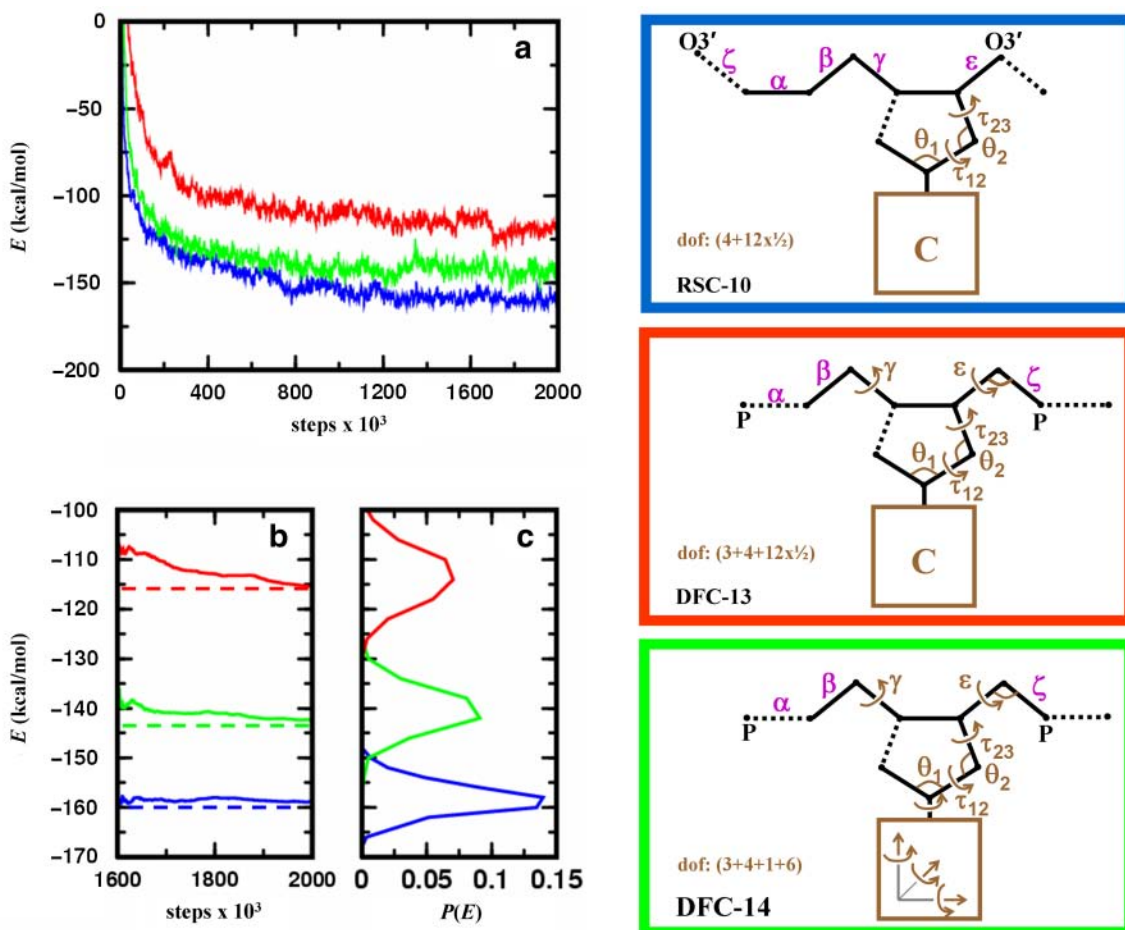 a
0
−50
−100
−150
−200
E (kcal/mol)
0 400 800 1200 1600 2000
steps x 10³
b
c
−100
−110
−120
−130
−140
−150
−160
−170
E (kcal/mol)
1600 1800 2000
steps x 10³
0 0.05 0.1 0.15
P(E)
O3′ O3′
ζ α β γ ε
τ23
θ1 θ2
τ12
C
dof: (4+12x½)
RSC-10
β γ ε ζ
α
P P
τ23
θ1 θ2
τ12
C
dof: (3+4+12x½)
DFC-13
β γ ε ζ
α
P P
τ23
θ1 θ2
τ12
dof: (3+4+1+6)
DFC-14